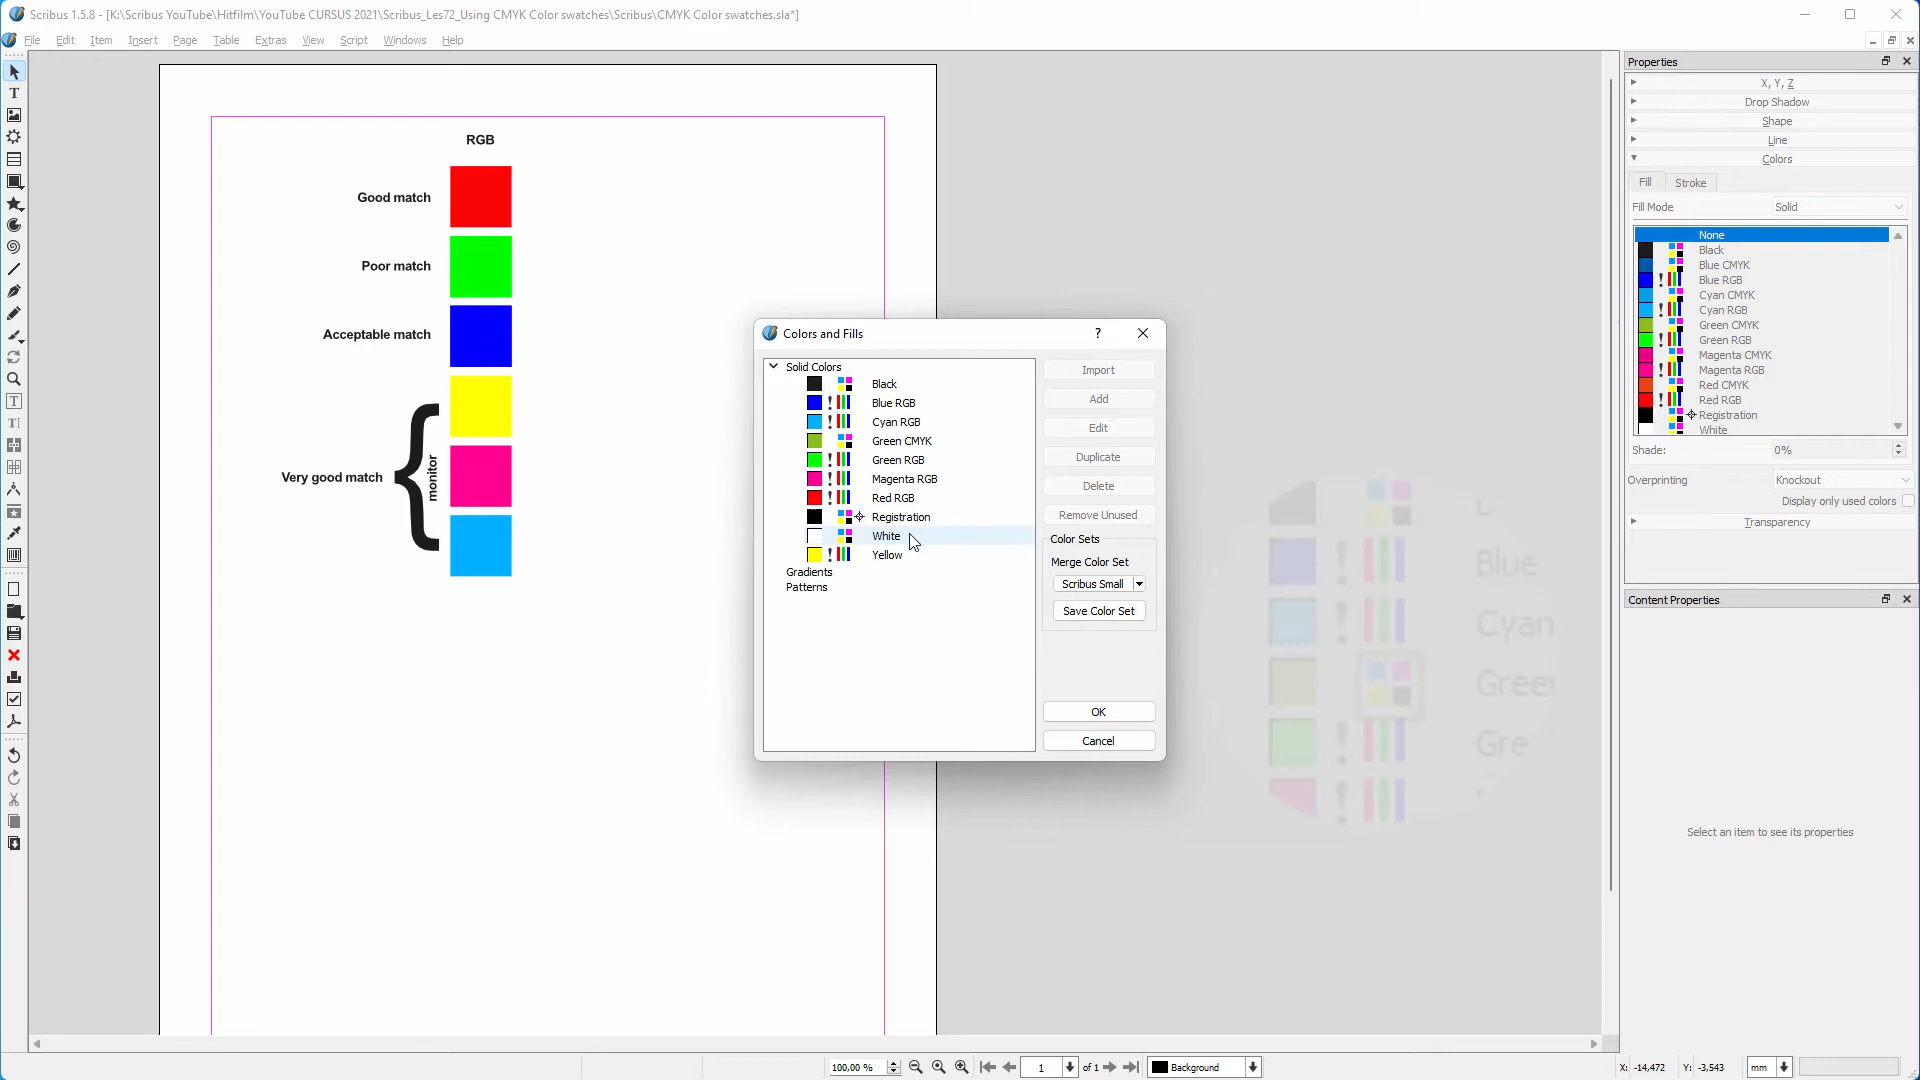 Scribus 1.5.8 - [K:\Scribus YouTube\Hitfilm\YouTube CURSUS 2021\Scribus_Les72_Using CMYK Color swatches\Scribus\CMYK Color swatches.sla*]
File Edit Item Insert Page Table Extras View Script Windows Help
RGB
Good match
Poor match
Acceptable match
Very good match
monitor
Colors and Fills
?
Solid Colors
Black
Blue RGB
Cyan RGB
Green CMYK
Green RGB
Magenta RGB
Red RGB
Registration
White
Yellow
Gradients
Patterns
Import
Add
Edit
Duplicate
Delete
Remove Unused
Color Sets
Merge Color Set
Scribus Small
Save Color Set
OK
Cancel
Blue
Cyan
Green
Gre
Properties
X, Y, Z
Drop Shadow
Shape
Line
Colors
Fill Stroke
Fill Mode Solid
None
Black
Blue CMYK
Blue RGB
Cyan CMYK
Cyan RGB
Green CMYK
Green RGB
Magenta CMYK
Magenta RGB
Red CMYK
Red RGB
Registration
White
Shade: 0%
Overprinting Knockout
Display only used colors
Transparency
Content Properties
Select an item to see its properties
100,00 % 1 of 1 Background X: -14,472 Y: -3,543 mm